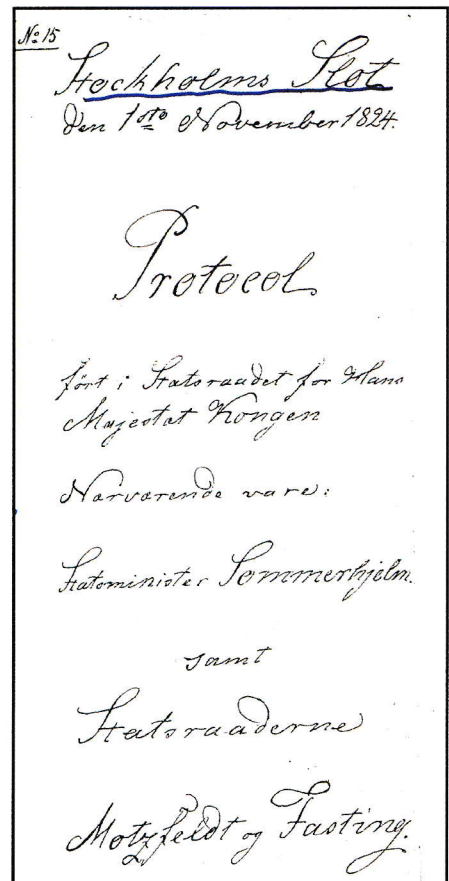 No 15
Stockholms Slot
den 1ste November 1824.
Protocol
ført i Statsraadet for Hans
Majestat Kongen
Nærværende vare:
Statsminister Sommerhjelm.
samt
Statsraaderne
Motzfeldt og Fasting.